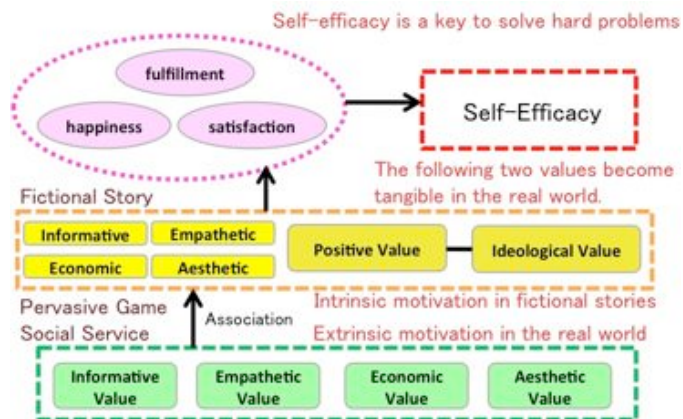 Self-efficacy is a key to solve hard problems
fulfillment
happiness
satisfaction
Self-Efficacy
The following two values become
tangible in the real world.
Fictional Story
Informative
Empathetic
Economic
Aesthetic
Positive Value
Ideological Value
Pervasive Game
Social Service
Association
Intrinsic motivation in fictional stories
Extrinsic motivation in the real world
Informative
Value
Empathetic
Value
Economic
Value
Aesthetic
Value